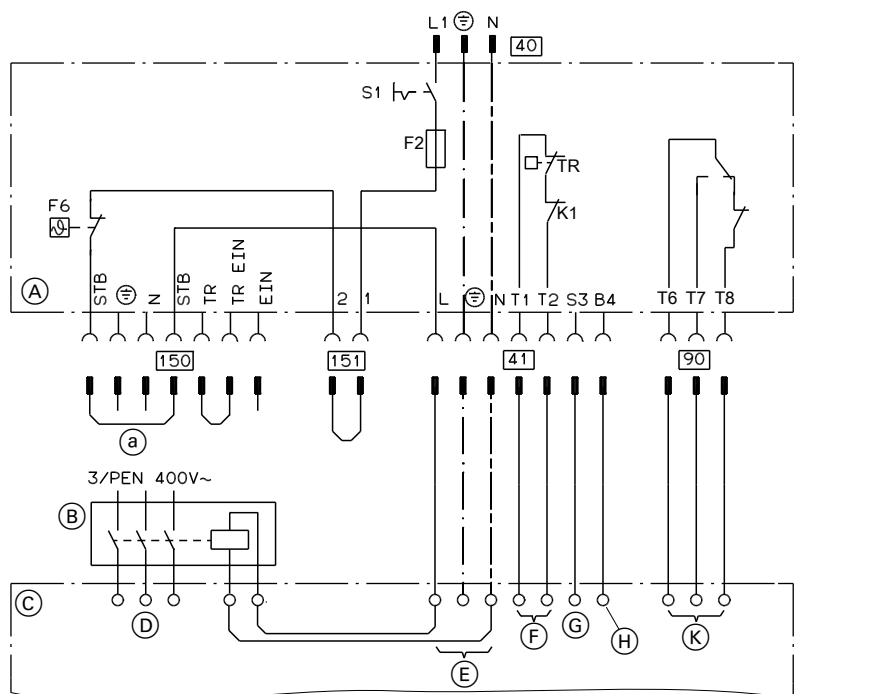 L1 N
40
S1
F2
TR
F6
K1
A
STB N STB TR TR EIN EIN 2 1 L N T1 T2 S3 B4 T6 T7 T8
150 151 41 90
a
3/PEN 400V~
B
C
D F G H K
E